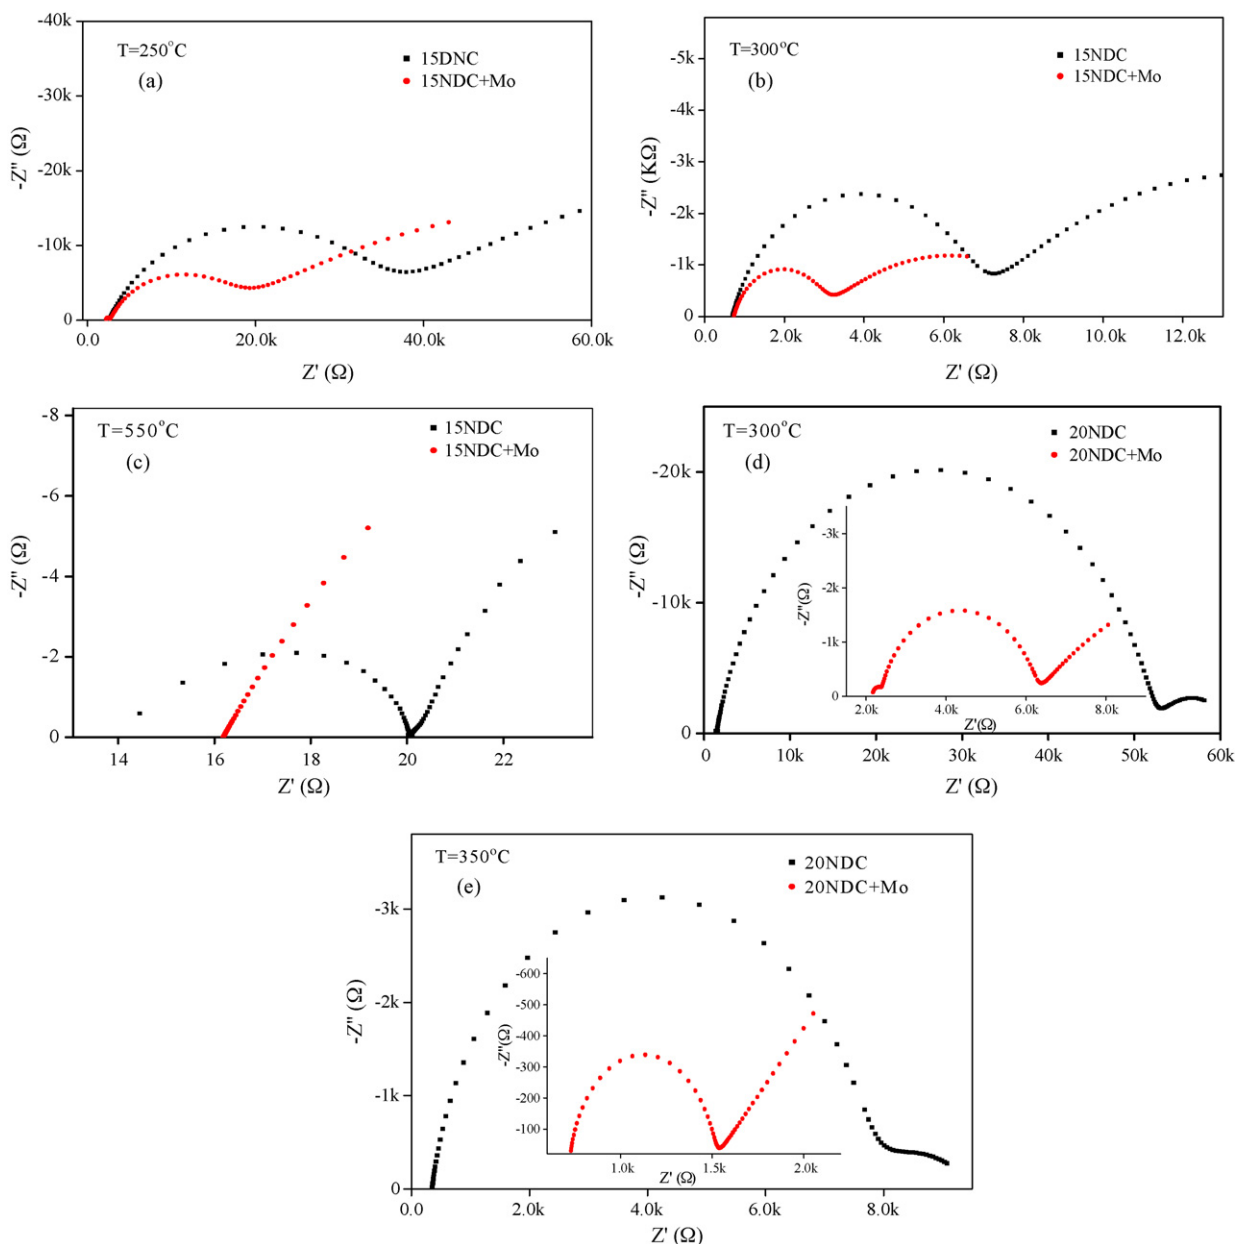 T=250°C
(a)
15DNC
15NDC+Mo
-Z" (Ω)
-40k
-30k
-20k
-10k
0
0.0 20.0k 40.0k 60.0k
Z' (Ω)
T=300°C
(b)
15NDC
15NDC+Mo
-Z" (KΩ)
-5k
-4k
-3k
-2k
-1k
0
0.0 2.0k 4.0k 6.0k 8.0k 10.0k 12.0k
Z' (Ω)
T=550°C
(c)
15NDC
15NDC+Mo
-Z" (Ω)
-8
-6
-4
-2
0
14 16 18 20 22
Z' (Ω)
T=300°C
(d)
20NDC
20NDC+Mo
-Z" (Ω)
-20k
-10k
0
0 10k 20k 30k 40k 50k 60k
Z' (Ω)
-Z"(Ω)
-3k
-2k
-1k
0
2.0k 4.0k 6.0k 8.0k
Z'(Ω)
T=350°C
(e)
20NDC
20NDC+Mo
-Z" (Ω)
-3k
-2k
-1k
0
0.0 2.0k 4.0k 6.0k 8.0k
Z' (Ω)
-Z"(Ω)
-600
-500
-400
-300
-200
-100
1.0k 1.5k 2.0k
Z' (Ω)